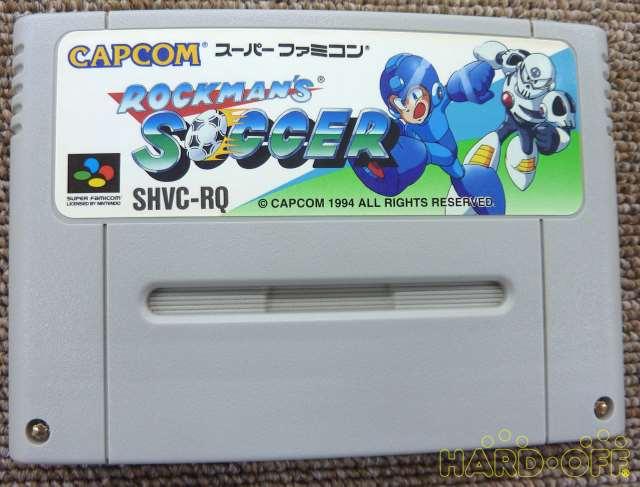 CAPCOM スーパーファミコン®
ROCKMAN'S®
SOCCER
SUPER FAMICOM
LICENSED BY NINTENDO
SHVC-RQ
© CAPCOM 1994 ALL RIGHTS RESERVED.
HARD·OFF®